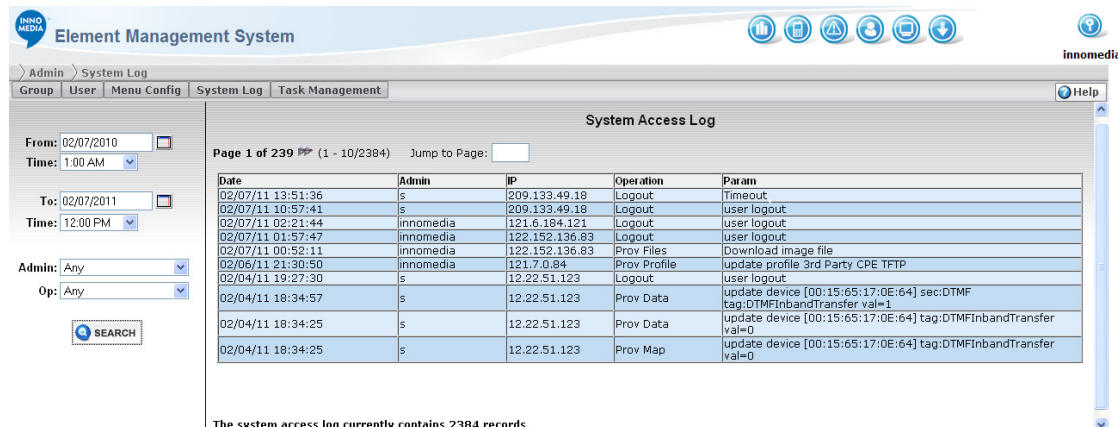 INNO
MEDIA
Element Management System
innomedia
Admin System Log
Group User Menu Config System Log Task Management Help
System Access Log
From: 02/07/2010
Time: 1:00 AM
To: 02/07/2011
Time: 12:00 PM
Admin: Any
Op: Any
SEARCH
Page 1 of 239 (1 - 10/2384) Jump to Page:
Date Admin IP Operation Param
02/07/11 13:51:36 s 209.133.49.18 Logout Timeout
02/07/11 10:57:41 s 209.133.49.18 Logout user logout
02/07/11 02:21:44 innomedia 121.6.184.121 Logout user logout
02/07/11 01:57:47 innomedia 122.152.136.83 Logout user logout
02/07/11 00:52:11 innomedia 122.152.136.83 Prov Files Download image file
02/06/11 21:30:50 innomedia 121.7.0.84 Prov Profile update profile 3rd Party CPE TFTP
02/04/11 19:27:30 s 12.22.51.123 Logout user logout
02/04/11 18:34:57 s 12.22.51.123 Prov Data update device [00:15:65:17:0E:64] sec:DTMF
tag:DTMFInbandTransfer val=1
02/04/11 18:34:25 s 12.22.51.123 Prov Data update device [00:15:65:17:0E:64] tag:DTMFInbandTransfer
val=0
02/04/11 18:34:25 s 12.22.51.123 Prov Map update device [00:15:65:17:0E:64] tag:DTMFInbandTransfer
val=0
The system access log currently contains 2384 records